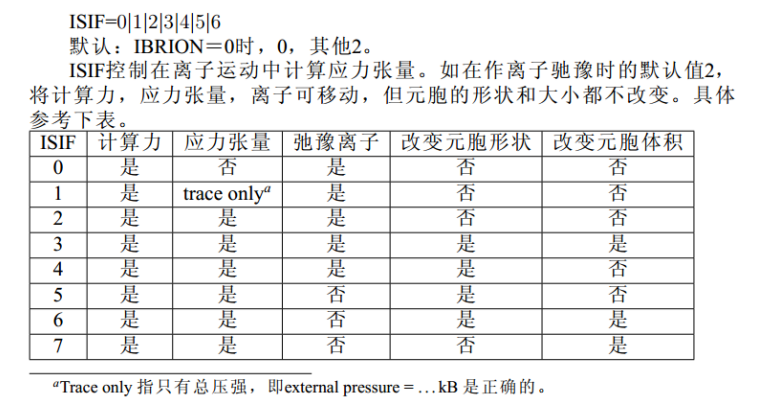 ISIF=0|1|2|3|4|5|6
默认：IBRION＝0时，0，其他2。
ISIF控制在离子运动中计算应力张量。如在作离子驰豫时的默认值2，
将计算力，应力张量，离子可移动，但元胞的形状和大小都不改变。具体
参考下表。
ISIF 计算力 应力张量 弛豫离子 改变元胞形状 改变元胞体积
0 是 否 是 否 否
1 是 trace onlyᵃ 是 否 否
2 是 是 是 否 否
3 是 是 是 是 是
4 是 是 是 是 否
5 是 是 否 是 否
6 是 是 否 是 是
7 是 是 否 否 是
ᵃTrace only 指只有总压强，即external pressure = ...kB 是正确的。